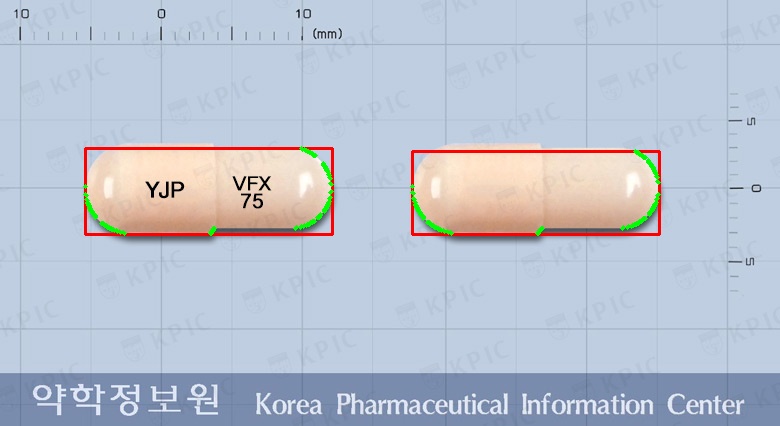 10 0 10 (mm)
YJP VFX
75
5
0
5
약학정보원 Korea Pharmaceutical Information Center
KPIC